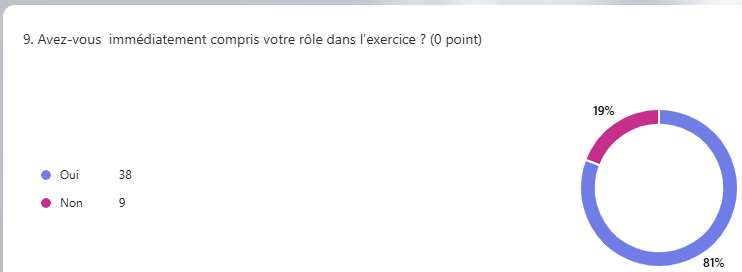 9. Avez-vous immédiatement compris votre rôle dans l'exercice ? (0 point)
19%
Oui 38
Non 9
81%